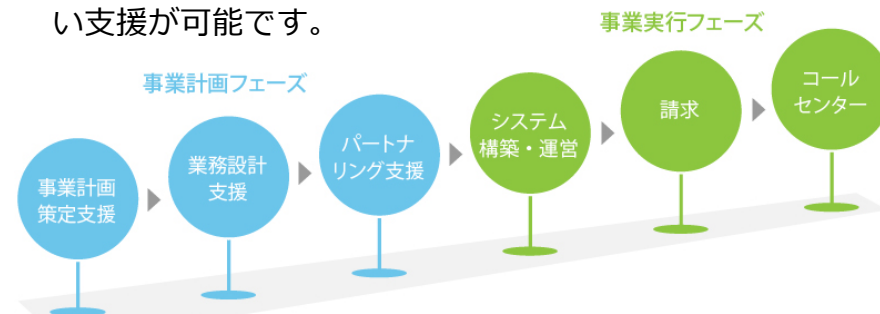 い支援が可能です。
事業実行フェーズ
事業計画フェーズ
事業計画
策定支援
業務設計
支援
パートナ
リング支援
システム
構築・運営
請求
コール
センター